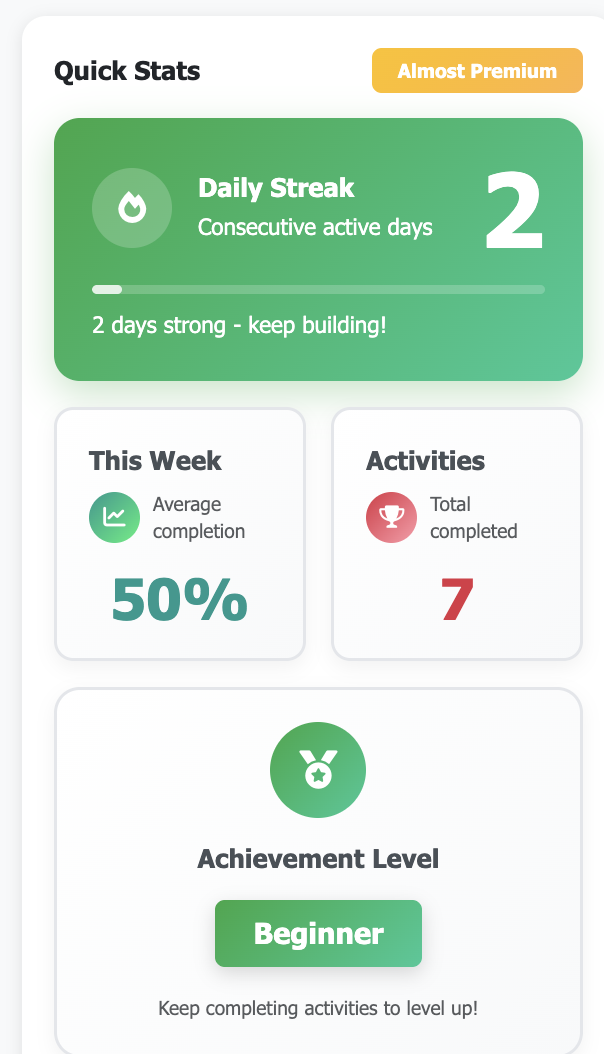 Quick Stats
Almost Premium
Daily Streak
Consecutive active days
2
2 days strong - keep building!
This Week
Average
completion
50%
Activities
Total
completed
7
Achievement Level
Beginner
Keep completing activities to level up!